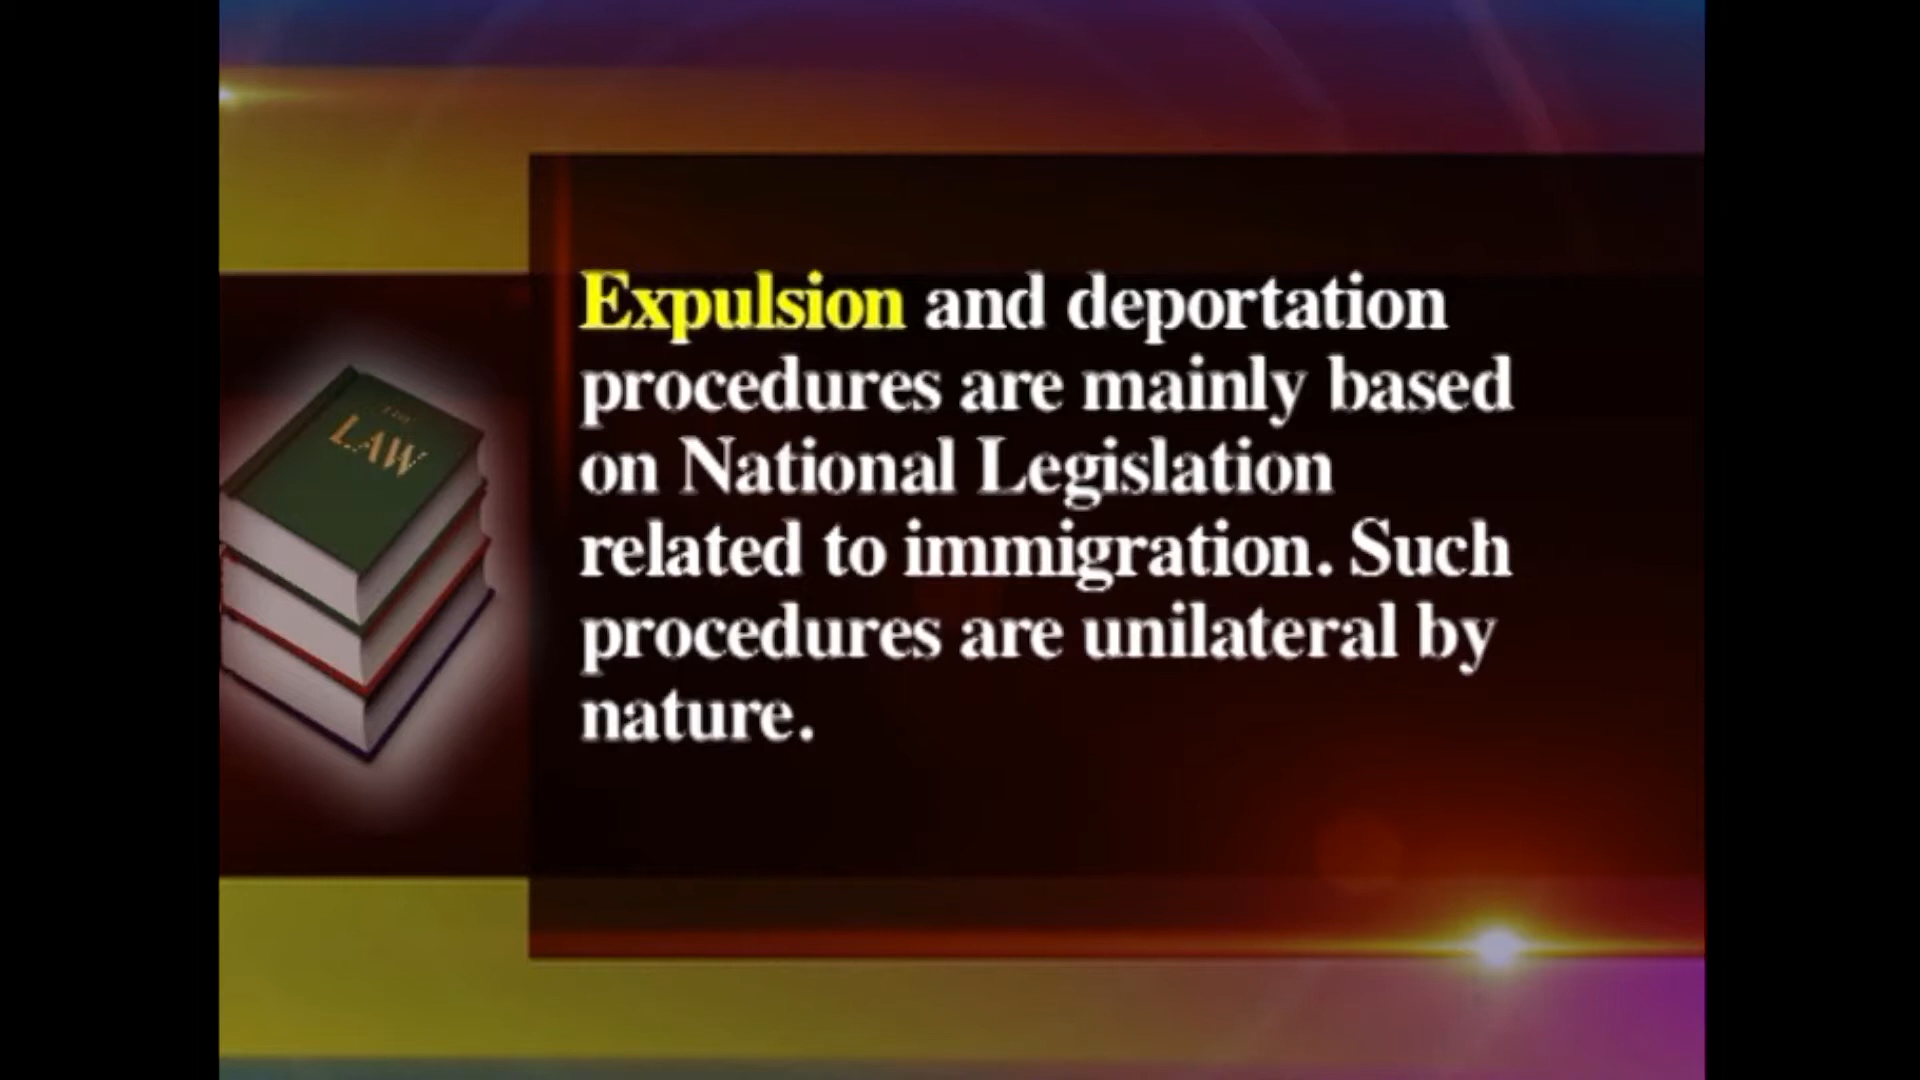 THE
LAW
Expulsion and deportation
procedures are mainly based
on National Legislation
related to immigration. Such
procedures are unilateral by
nature.